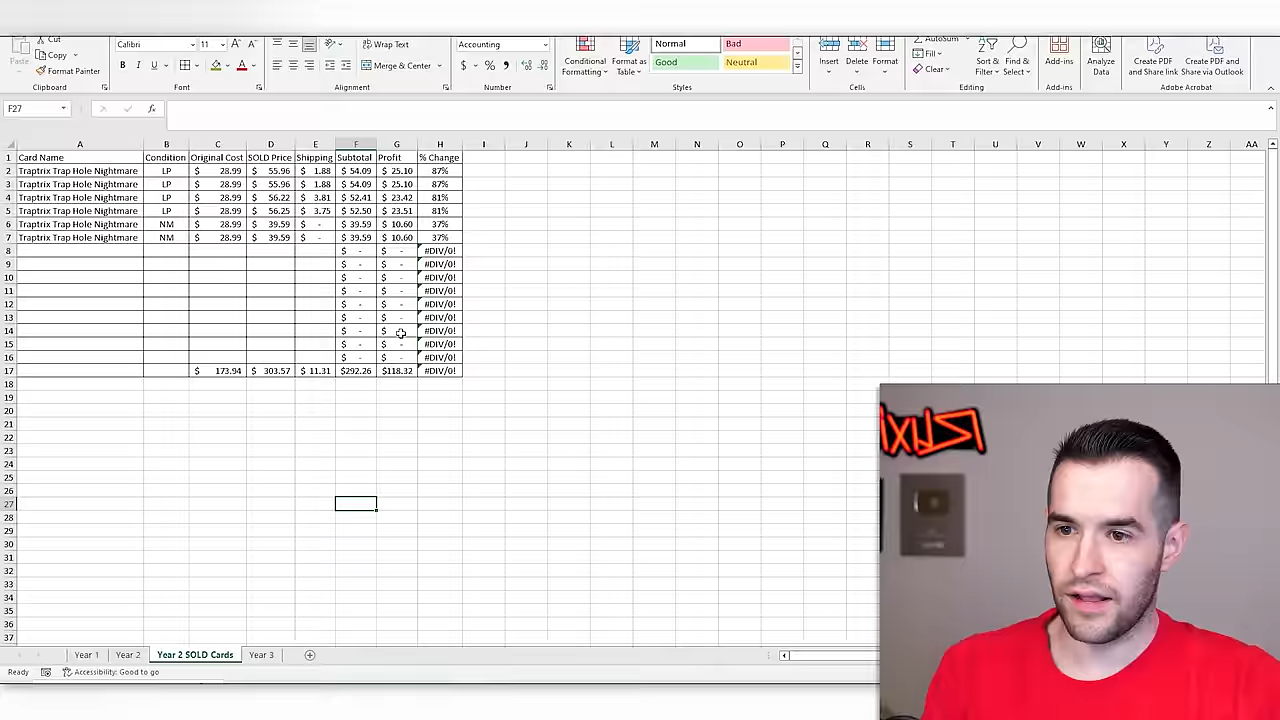 Cut
Calibri 11 A A
Wrap Text
Accounting
Normal Bad
AutoSum
Paste
Copy
Format Painter
B I U
Merge & Center
$ %
Conditional Formatting
Format as Table
Good Neutral
Insert Delete Format
Fill
Clear
Sort & Filter
Find & Select
Add-ins
Analyze Data
Create PDF and Share link
Create PDF and Share via Outlook
Clipboard Font Alignment Number Styles Cells Editing Add-ins Adobe Acrobat
F27 fx
A B C D E F G H I J K L M N O P Q R S T U V W X Y Z AA
1 Card Name Condition Original Cost SOLD Price Shipping Subtotal Profit % Change
2 Traptrix Trap Hole Nightmare LP $ 28.99 $ 55.96 $ 1.88 $ 54.09 $ 25.10 87%
3 Traptrix Trap Hole Nightmare LP $ 28.99 $ 55.96 $ 1.88 $ 54.09 $ 25.10 87%
4 Traptrix Trap Hole Nightmare LP $ 28.99 $ 56.22 $ 3.81 $ 52.41 $ 23.42 81%
5 Traptrix Trap Hole Nightmare LP $ 28.99 $ 56.25 $ 3.75 $ 52.50 $ 23.51 81%
6 Traptrix Trap Hole Nightmare NM $ 28.99 $ 39.59 $ - $ 39.59 $ 10.60 37%
7 Traptrix Trap Hole Nightmare NM $ 28.99 $ 39.59 $ - $ 39.59 $ 10.60 37%
8 $ - $ - #DIV/0!
9 $ - $ - #DIV/0!
10 $ - $ - #DIV/0!
11 $ - $ - #DIV/0!
12 $ - $ - #DIV/0!
13 $ - $ - #DIV/0!
14 $ - $ - #DIV/0!
15 $ - $ - #DIV/0!
16 $ - $ - #DIV/0!
17 $ 173.94 $ 303.57 $ 11.31 $292.26 $118.32 #DIV/0!
18
19
20
21
22
23
24
25
26
27
28
29
30
31
32
33
34
35
36
37
Year 1 Year 2 Year 2 SOLD Cards Year 3
Ready Accessibility: Good to go